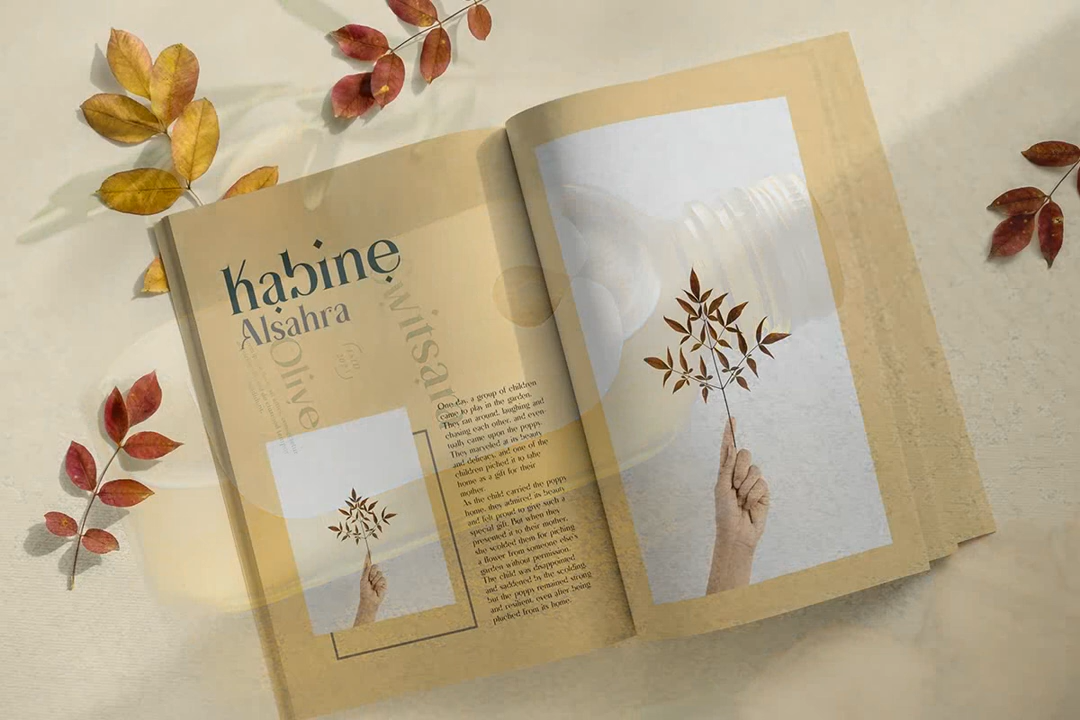 Kabine
Alsahra
Olive
One day, a group of children
came to play in the garden.
They ran around, laughing and
chasing each other, and even-
tually came upon the poppy.
They marveled at its beauty
and delicacy, and one of the
children picked it to take
home as a gift for their
mother.
As the child carried the poppy
home, they admired its beauty
and felt proud to give such a
special gift. But when they
presented it to their mother,
she scolded them for picking
a flower from someone else's
garden without permission.
The child was disappointed
and saddened by the scolding,
but the poppy remained strong
and resilient, even after being
plucked from its home.